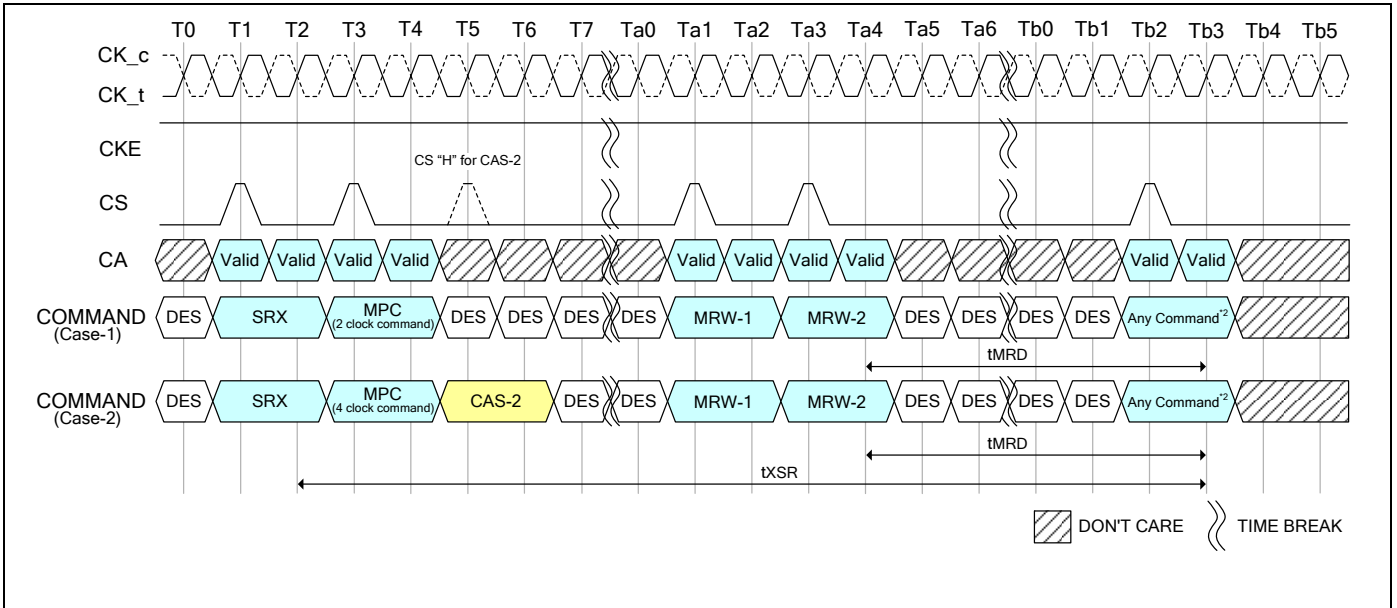 T0 T1 T2 T3 T4 T5 T6 T7 Ta0 Ta1 Ta2 Ta3 Ta4 Ta5 Ta6 Tb0 Tb1 Tb2 Tb3 Tb4 Tb5
CK_c
CK_t
CKE
CS “H” for CAS-2
CS
CA Valid Valid Valid Valid Valid Valid Valid Valid Valid Valid
COMMAND (Case-1) DES SRX MPC (2 clock command) DES DES DES DES MRW-1 MRW-2 DES DES DES DES Any Command*2
tMRD
COMMAND (Case-2) DES SRX MPC (4 clock command) CAS-2 DES DES MRW-1 MRW-2 DES DES DES DES Any Command*2
tMRD
tXSR
DON'T CARE TIME BREAK